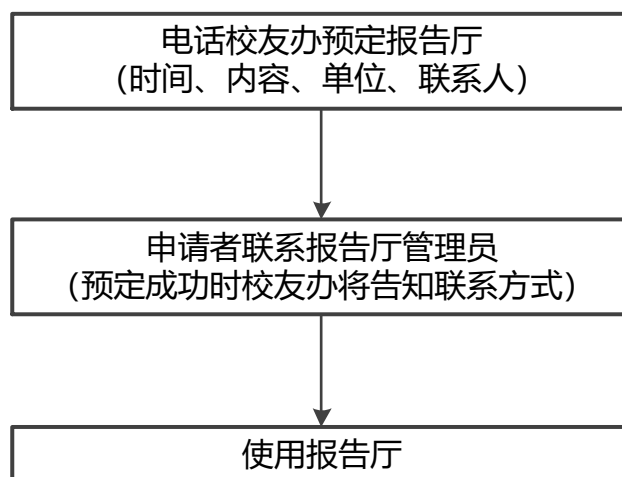 电话校友办预定报告厅
（时间、内容、单位、联系人）
申请者联系报告厅管理员
（预定成功时校友办将告知联系方式）
使用报告厅